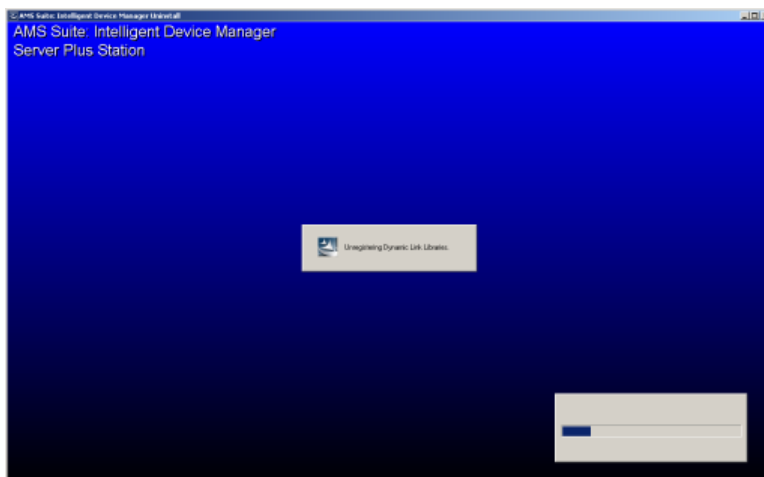 AMS Suite: Intelligent Device Manager Uninstall
AMS Suite: Intelligent Device Manager
Server Plus Station
Unregistering Dynamic Link Libraries.